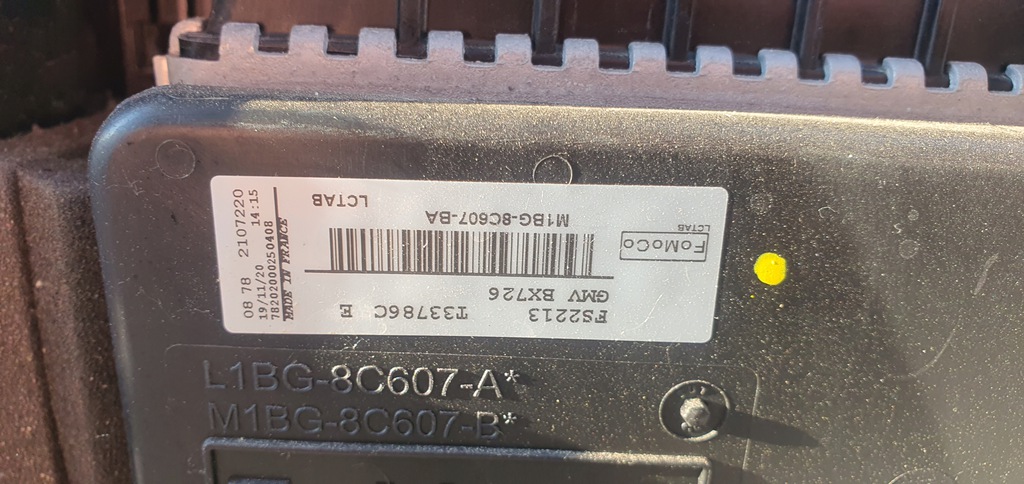 FS2213 T33786C E
GMV BX726
FoMoCo
LCTAB
M1BG-8C607-BA
LCTAB
08 78 2107220
19/11/20 14:15
78202000250408
MADE IN FRANCE
L1BG-8C607-A*
M1BG-8C607-B*